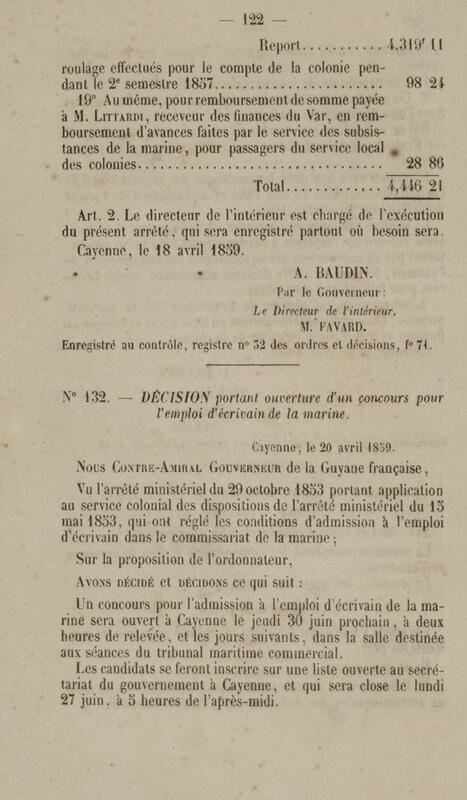 — 122 —
Report........... 4,319f 11
roulage effectués pour le compte de la colonie pen-
dant le 2e semestre 1857....................... 98 24
19° Au même, pour remboursement de somme payée
à M. LITTARDI, receveur des finances du Var, en rem-
boursement d'avances faites par le service des subsis-
tances de la marine, pour passagers du service local
des colonies.................................. 28 86
Total............. 4,446 21
Art. 2. Le directeur de l'intérieur est chargé de l'exécution
du présent arrêté, qui sera enregistré partout où besoin sera.
Cayenne, le 18 avril 1859.
A. BAUDIN.
Par le Gouverneur:
Le Directeur de l'intérieur,
M. FAVARD.
Enregistré au contrôle, registre n° 32 des ordres et décisions, f° 71.
N° 132. — DÉCISION portant ouverture d'un concours pour
l'emploi d'écrivain de la marine.
Cayenne, le 20 avril 1859.
NOUS CONTRE-AMIRAL GOUVERNEUR de la Guyane française,
Vu l'arrêté ministériel du 29 octobre 1853 portant application
au service colonial des dispositions de l'arrêté ministériel du 13
mai 1853, qui ont réglé les conditions d'admission à l'emploi
d'écrivain dans le commissariat de la marine;
Sur la proposition de l'ordonnateur,
AVONS DÉCIDÉ et DÉCIDONS ce qui suit :
Un concours pour l'admission à l'emploi d'écrivain de la ma-
rine sera ouvert à Cayenne le jeudi 30 juin prochain, à deux
heures de relevée, et les jours suivants, dans la salle destinée
aux séances du tribunal maritime commercial.
Les candidats se feront inscrire sur une liste ouverte au secré-
tariat du gouvernement à Cayenne, et qui sera close le lundi
27 juin, à 5 heures de l'après-midi.